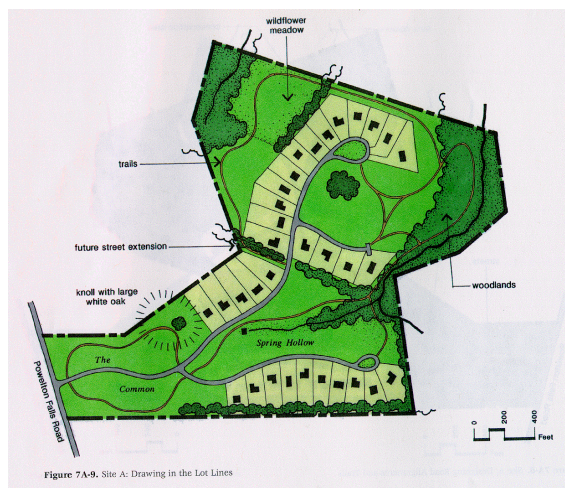 wildflower
meadow
trails
future street extension
knoll with large
white oak
woodlands
The
Common
Spring Hollow
Powelton Falls Road
0
200
400
Feet
Figure 7A-9. Site A: Drawing in the Lot Lines